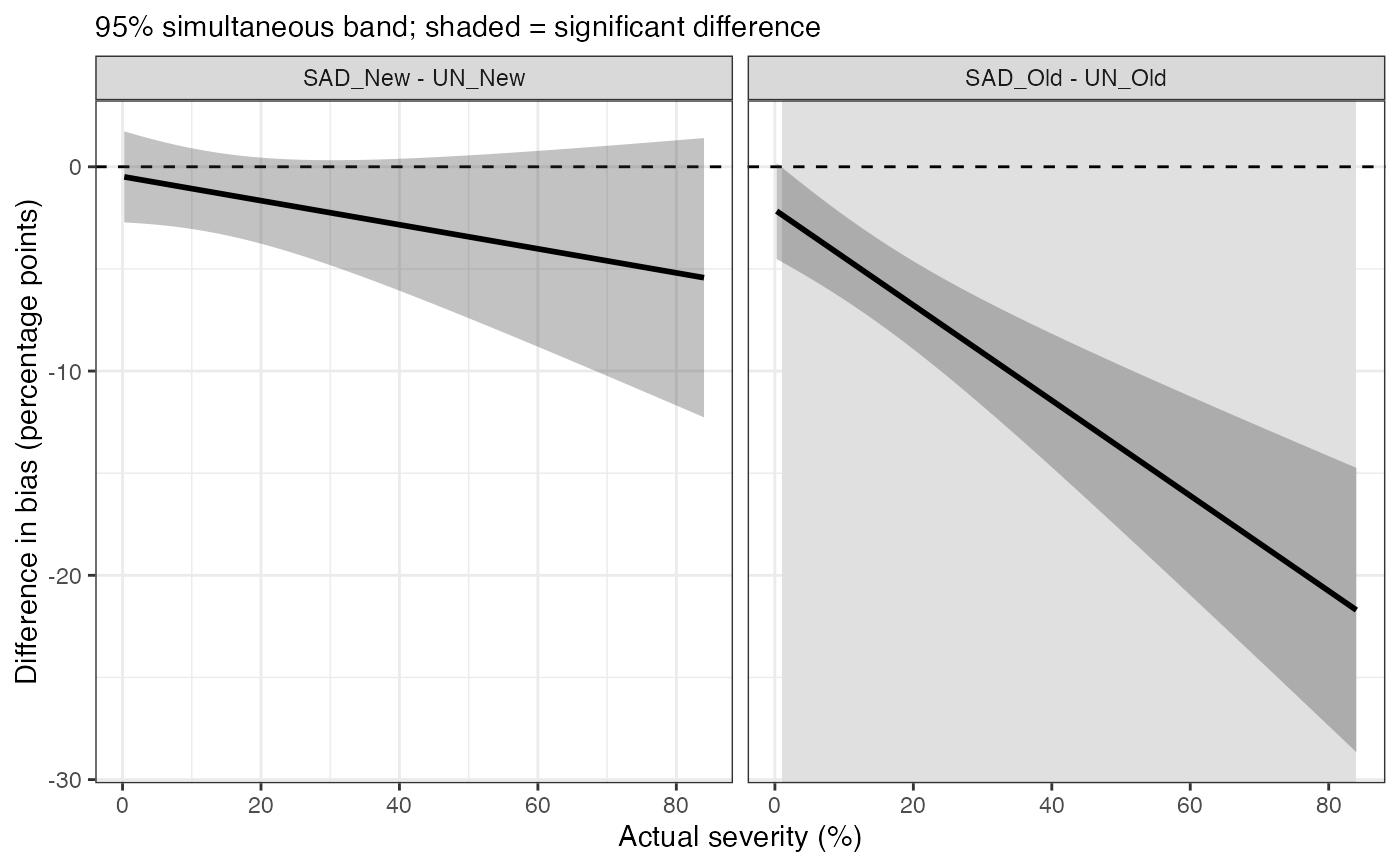 95% simultaneous band; shaded = significant difference
SAD_New - UN_New
SAD_Old - UN_Old
Difference in bias (percentage points)
0
-10
-20
-30
0 20 40 60 80
0 20 40 60 80
Actual severity (%)